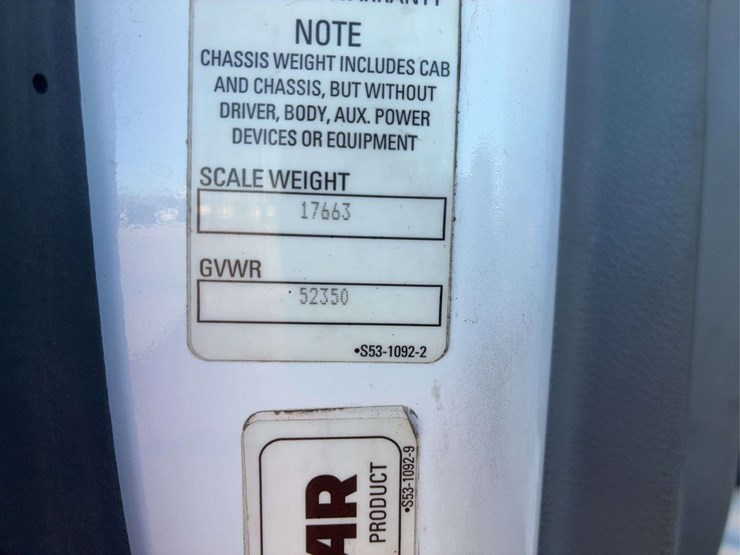 NOTE
CHASSIS WEIGHT INCLUDES CAB
AND CHASSIS, BUT WITHOUT
DRIVER, BODY, AUX. POWER
DEVICES OR EQUIPMENT
SCALE WEIGHT
17663
GVWR
52350
•S53-1092-2
AR
PRODUCT
•S53-1092-9